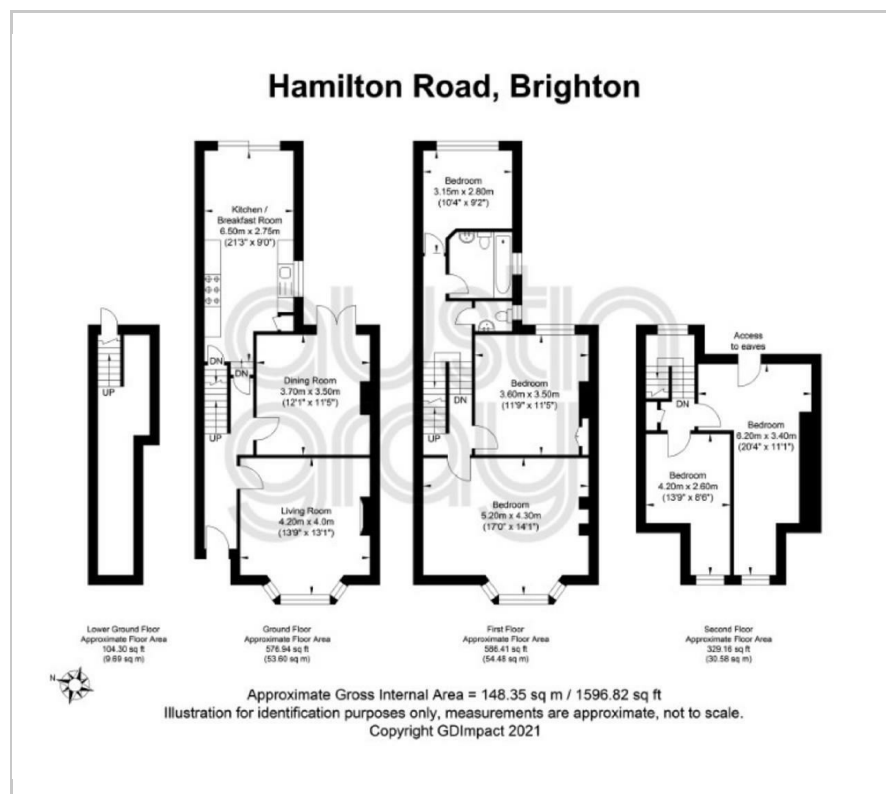 Hamilton Road, Brighton
Kitchen /
Breakfast Room
6.50m x 2.75m
(21'3" x 9'0")
DN
DN
UP
Dining Room
3.70m x 3.50m
(12'1" x 11'5")
Living Room
4.20m x 4.0m
(13'9" x 13'1")
UP
Bedroom
3.15m x 2.80m
(10'4" x 9'2")
Bedroom
3.60m x 3.50m
(11'9" x 11'5")
DN
UP
Bedroom
5.20m x 4.30m
(17'0" x 14'1")
Access
to eaves
DN
Bedroom
6.20m x 3.40m
(20'4" x 11'1")
Bedroom
4.20m x 2.60m
(13'9" x 8'6")
austin
gray
Lower Ground Floor
Approximate Floor Area
104.30 sq ft
(9.69 sq m)
Ground Floor
Approximate Floor Area
576.94 sq ft
(53.60 sq m)
First Floor
Approximate Floor Area
586.41 sq ft
(54.48 sq m)
Second Floor
Approximate Floor Area
329.16 sq ft
(30.58 sq m)
N
Approximate Gross Internal Area = 148.35 sq m / 1596.82 sq ft
Illustration for identification purposes only, measurements are approximate, not to scale.
Copyright GDImpact 2021